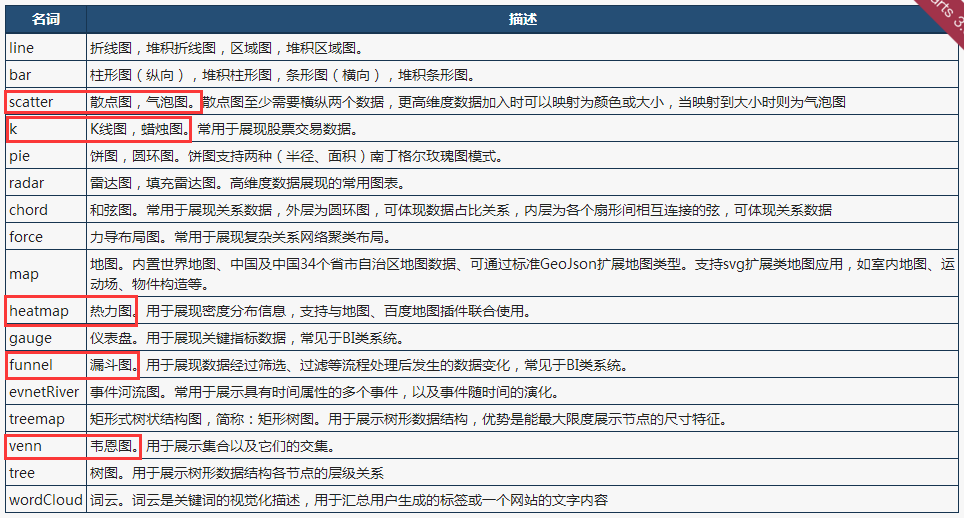 名词 描述
line 折线图，堆积折线图，区域图，堆积区域图。
bar 柱形图（纵向），堆积柱形图，条形图（横向），堆积条形图。
scatter 散点图，气泡图。散点图至少需要横纵两个数据，更高维度数据加入时可以映射为颜色或大小，当映射到大小时则为气泡图
k K线图，蜡烛图。常用于展现股票交易数据。
pie 饼图，圆环图。饼图支持两种（半径、面积）南丁格尔玫瑰图模式。
radar 雷达图，填充雷达图。高维度数据展现的常用图表。
chord 和弦图。常用于展现关系数据，外层为圆环图，可体现数据占比关系，内层为各个扇形间相互连接的弦，可体现关系数据
force 力导布局图。常用于展现复杂关系网络聚类布局。
map 地图。内置世界地图、中国及中国34个省市自治区地图数据、可通过标准GeoJson扩展地图类型。支持svg扩展类地图应用，如室内地图、运
动场、物件构造等。
heatmap 热力图。用于展现密度分布信息，支持与地图、百度地图插件联合使用。
gauge 仪表盘。用于展现关键指标数据，常见于BI类系统。
funnel 漏斗图。用于展现数据经过筛选、过滤等流程处理后发生的数据变化，常见于BI类系统。
evnetRiver 事件河流图。常用于展示具有时间属性的多个事件，以及事件随时间的演化。
treemap 矩形式树状结构图，简称：矩形树图。用于展示树形数据结构，优势是能最大限度展示节点的尺寸特征。
venn 韦恩图。用于展示集合以及它们的交集。
tree 树图。用于展示树形数据结构各节点的层级关系
wordCloud 词云。词云是关键词的视觉化描述，用于汇总用户生成的标签或一个网站的文字内容